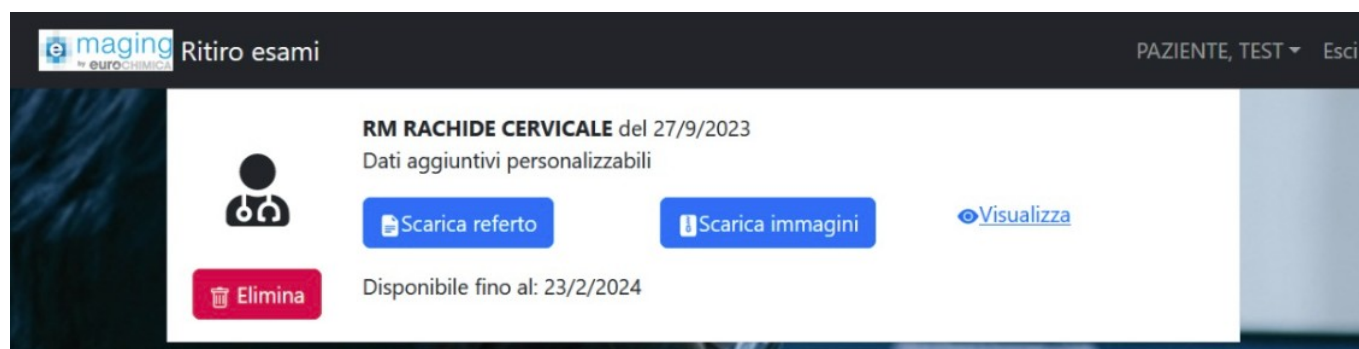 e maging Ritiro esami PAZIENTE, TEST Esci
by euroCHIMICA
RM RACHIDE CERVICALE del 27/9/2023
Dati aggiuntivi personalizzabili
Scarica referto Scarica immagini Visualizza
Elimina Disponibile fino al: 23/2/2024